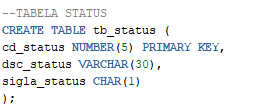 --TABELA STATUS
CREATE TABLE tb_status (
cd_status NUMBER(5) PRIMARY KEY,
dsc_status VARCHAR(30),
sigla_status CHAR(1)
);